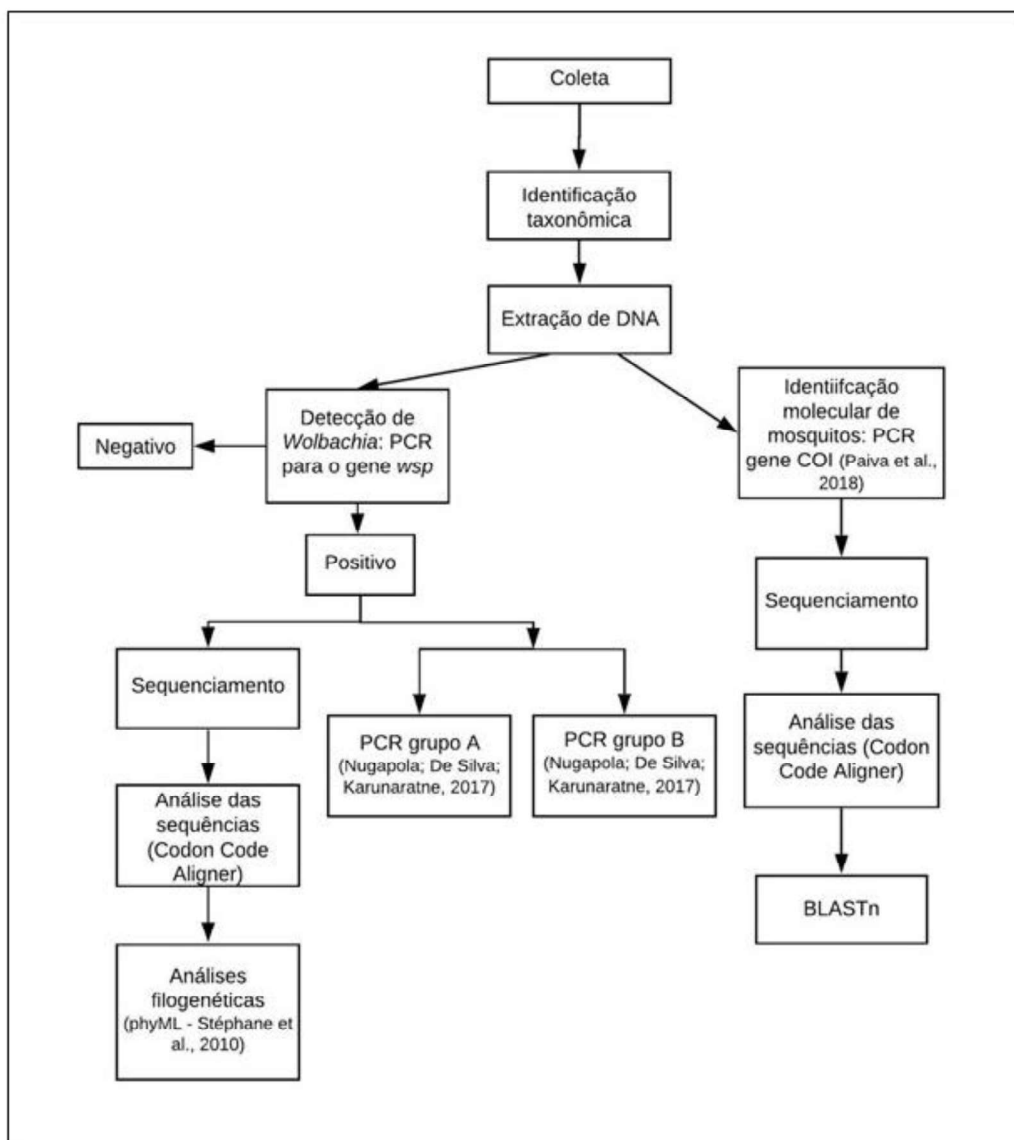 Coleta
Identificação
taxonômica
Extração de DNA
Detecção de
Wolbachia: PCR
para o gene wsp
Negativo
Positivo
Sequenciamento
Análise das
sequências
(Codon Code
Aligner)
Análises
filogenéticas
(phyML - Stéphane et
al., 2010)
PCR grupo A
(Nugapola; De Silva;
Karunaratne, 2017)
PCR grupo B
(Nugapola; De Silva;
Karunaratne, 2017)
Identiifcação
molecular de
mosquitos: PCR
gene COI (Paiva et al.,
2018)
Sequenciamento
Análise das
sequências (Codon
Code Aligner)
BLASTn